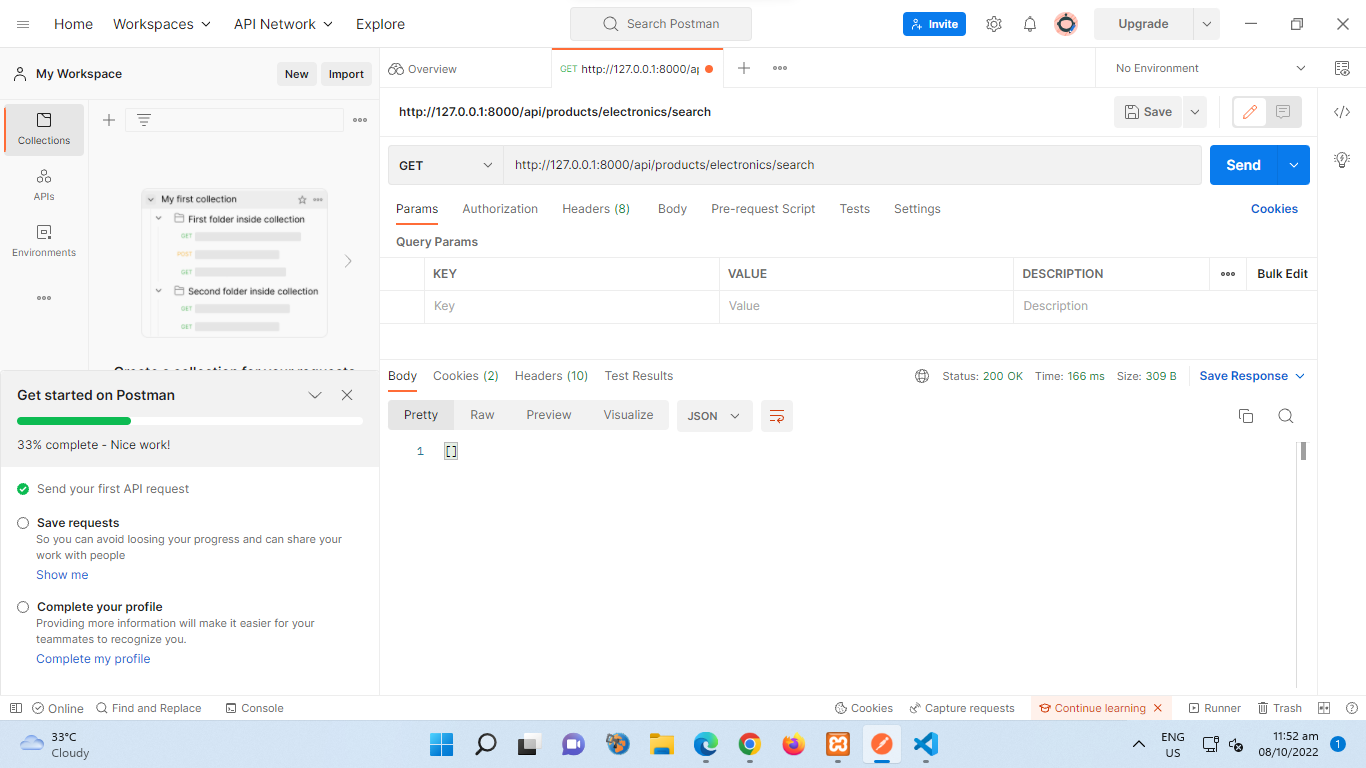 Home Workspaces API Network Explore Search Postman Invite Upgrade
My Workspace New Import
Overview GET http://127.0.0.1:8000/a No Environment
http://127.0.0.1:8000/api/products/electronics/search Save
Collections
APIs
Environments
My first collection
First folder inside collection
GET
POST
GET
Second folder inside collection
GET
GET
Create a collection for your requests
GET http://127.0.0.1:8000/api/products/electronics/search Send
Params Authorization Headers (8) Body Pre-request Script Tests Settings Cookies
Query Params
KEY VALUE DESCRIPTION Bulk Edit
Key Value Description
Body Cookies (2) Headers (10) Test Results Status: 200 OK Time: 166 ms Size: 309 B Save Response
Pretty Raw Preview Visualize JSON
1 []
Get started on Postman
33% complete - Nice work!
Send your first API request
Save requests
So you can avoid loosing your progress and can share your
work with people
Show me
Complete your profile
Providing more information will make it easier for your
teammates to recognize you.
Complete my profile
Online Find and Replace Console Cookies Capture requests Continue learning Runner Trash
33°C
Cloudy
ENG
US
11:52 am
08/10/2022
1